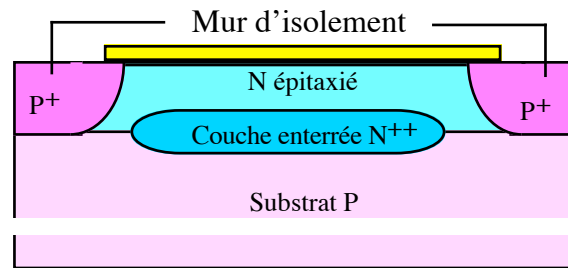 Mur d'isolement
N épitaxié
P+
P+
Couche enterrée N++
Substrat P